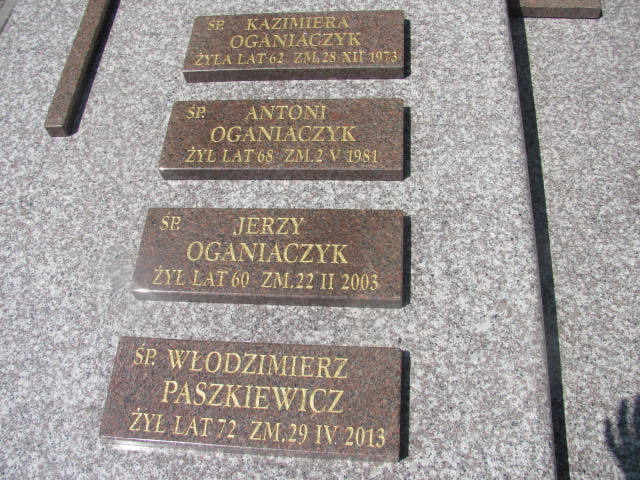 ŚP. KAZIMIERA
OGANIACZYK
ŻYŁA LAT 62 ZM.28 XII 1973
ŚP. ANTONI
OGANIACZYK
ŻYŁ LAT 68 ZM.2 V 1981
ŚP. JERZY
OGANIACZYK
ŻYŁ LAT 60 ZM.22 II 2003
ŚP. WŁODZIMIERZ
PASZKIEWICZ
ŻYŁ LAT 72 ZM.29 IV 2013